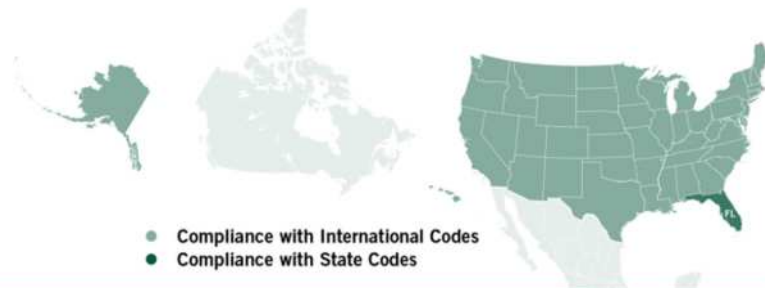 FL
Compliance with International Codes
Compliance with State Codes